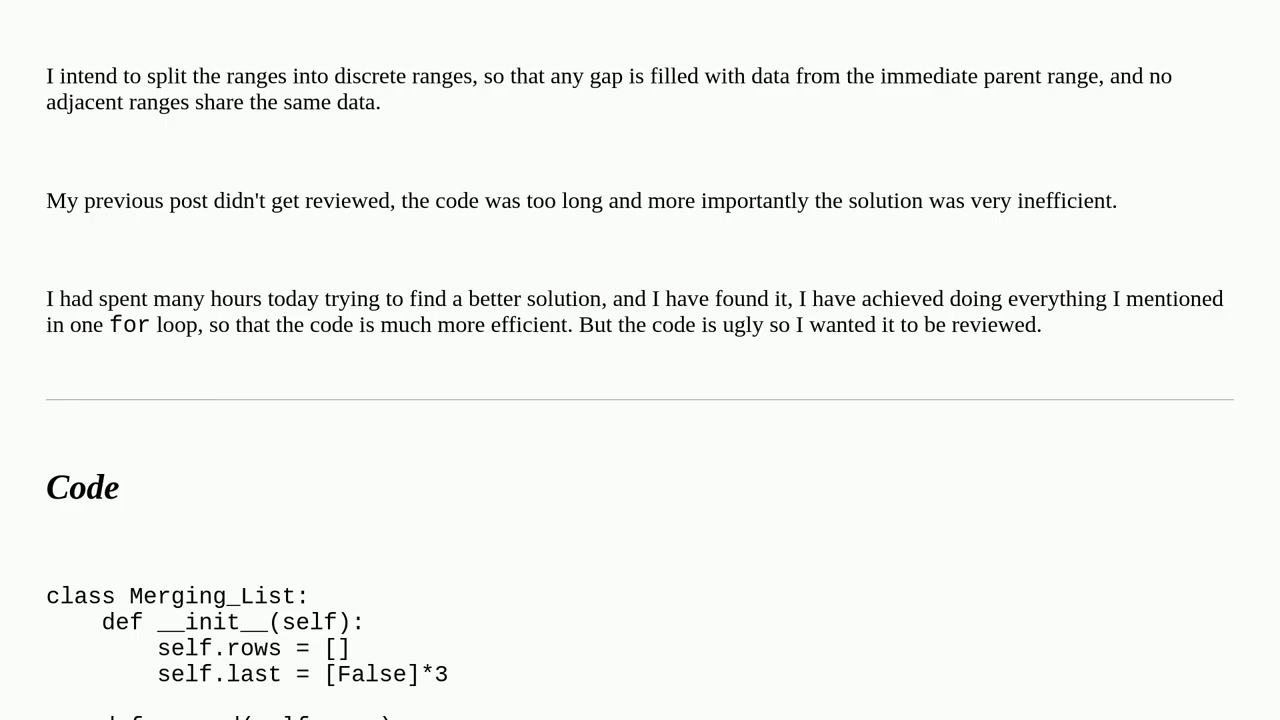 I intend to split the ranges into discrete ranges, so that any gap is filled with data from the immediate parent range, and no
adjacent ranges share the same data.
My previous post didn't get reviewed, the code was too long and more importantly the solution was very inefficient.
I had spent many hours today trying to find a better solution, and I have found it, I have achieved doing everything I mentioned
in one for loop, so that the code is much more efficient. But the code is ugly so I wanted it to be reviewed.
Code
class Merging_List:
    def __init__(self):
        self.rows = []
        self.last = [False]*3